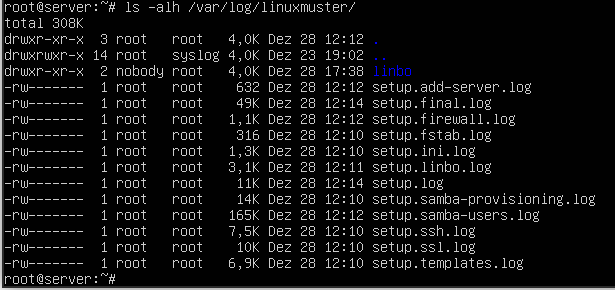 root@server:~# ls -alh /var/log/linuxmuster/
total 308K
drwxr-xr-x  3 root   root   4,0K Dez 28 12:12 .
drwxrwxr-x 14 root   syslog 4,0K Dez 23 19:02 ..
drwxr-xr-x  2 nobody root   4,0K Dez 28 17:38 linbo
-rw-------  1 root   root    632 Dez 28 12:12 setup.add-server.log
-rw-------  1 root   root    49K Dez 28 12:14 setup.final.log
-rw-------  1 root   root   1,1K Dez 28 12:12 setup.firewall.log
-rw-------  1 root   root    316 Dez 28 12:10 setup.fstab.log
-rw-------  1 root   root   1,3K Dez 28 12:10 setup.ini.log
-rw-------  1 root   root   3,1K Dez 28 12:11 setup.linbo.log
-rw-------  1 root   root    11K Dez 28 12:14 setup.log
-rw-------  1 root   root    14K Dez 28 12:10 setup.samba-provisioning.log
-rw-------  1 root   root   165K Dez 28 12:12 setup.samba-users.log
-rw-------  1 root   root   7,5K Dez 28 12:10 setup.ssh.log
-rw-------  1 root   root    10K Dez 28 12:10 setup.ssl.log
-rw-------  1 root   root   6,9K Dez 28 12:10 setup.templates.log
root@server:~#